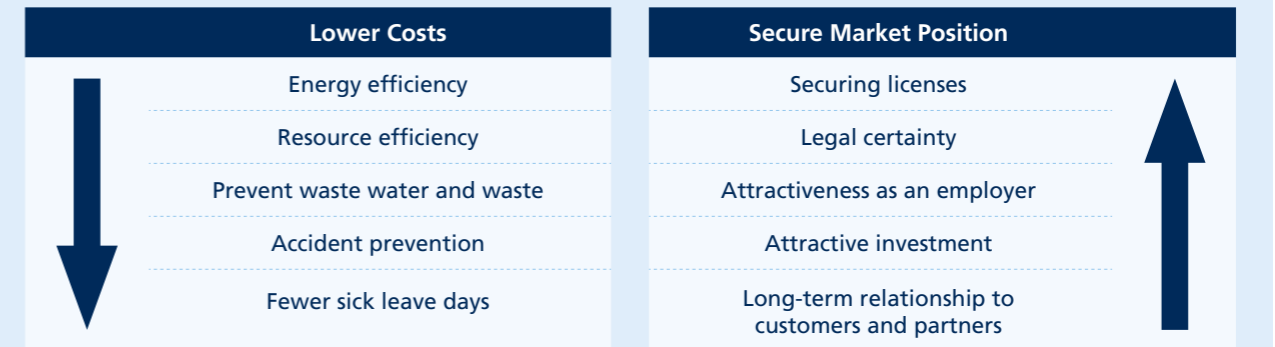 Lower Costs
Energy efficiency
Resource efficiency
Prevent waste water and waste
Accident prevention
Fewer sick leave days
Secure Market Position
Securing licenses
Legal certainty
Attractiveness as an employer
Attractive investment
Long-term relationship to
customers and partners